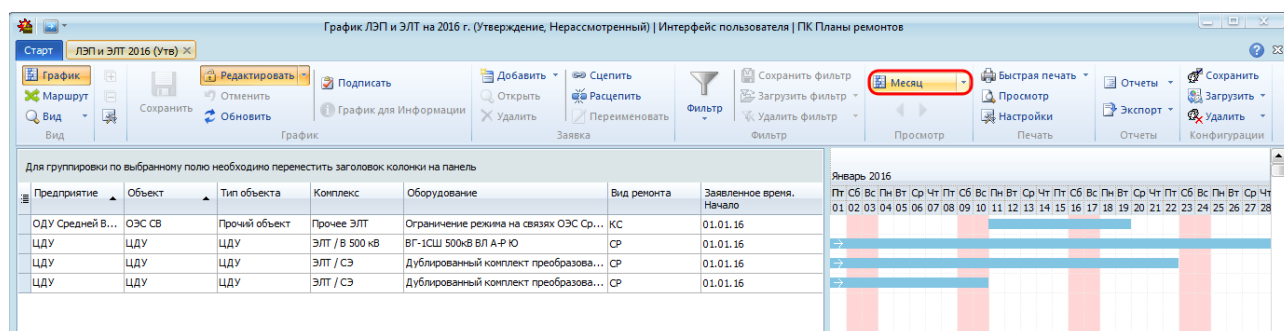 График ЛЭП и ЭЛТ на 2016 г. (Утверждение, Нерассмотренный) | Интерфейс пользователя | ПК Планы ремонтов
Старт ЛЭП и ЭЛТ 2016 (Утв)
График Сохранить Редактировать Подписать Добавить Сцепить Фильтр Сохранить фильтр Месяц Быстрая печать Отчеты Сохранить
Маршрут Отменить График для Информации Открыть Расцепить Загрузить фильтр Просмотр Экспорт Загрузить
Вид Обновить Удалить Переименовать Удалить фильтр Настройки Удалить
Вид График Заявка Фильтр Просмотр Печать Отчеты Конфигурации
Для группировки по выбранному полю необходимо переместить заголовок колонки на панель
Январь 2016
Предприятие Объект Тип объекта Комплекс Оборудование Вид ремонта Заявленное время. Начало
Пт Сб Вс Пн Вт Ср Чт Пт Сб Вс Пн Вт Ср Чт Пт Сб Вс Пн Вт Ср Чт Пт Сб Вс Пн Вт Ср Чт
01 02 03 04 05 06 07 08 09 10 11 12 13 14 15 16 17 18 19 20 21 22 23 24 25 26 27 28
ОДУ Средней В... ОЭС СВ Прочий объект Прочее ЭЛТ Ограничение режима на связях ОЭС Ср... КС 01.01.16
ЦДУ ЦДУ ЦДУ ЭЛТ / В 500 кВ ВГ-1СШ 500кВ ВЛ А-Р Ю СР 01.01.16
ЦДУ ЦДУ ЦДУ ЭЛТ / СЭ Дублированный комплект преобразова... СР 01.01.16
ЦДУ ЦДУ ЦДУ ЭЛТ / СЭ Дублированный комплект преобразова... СР 01.01.16